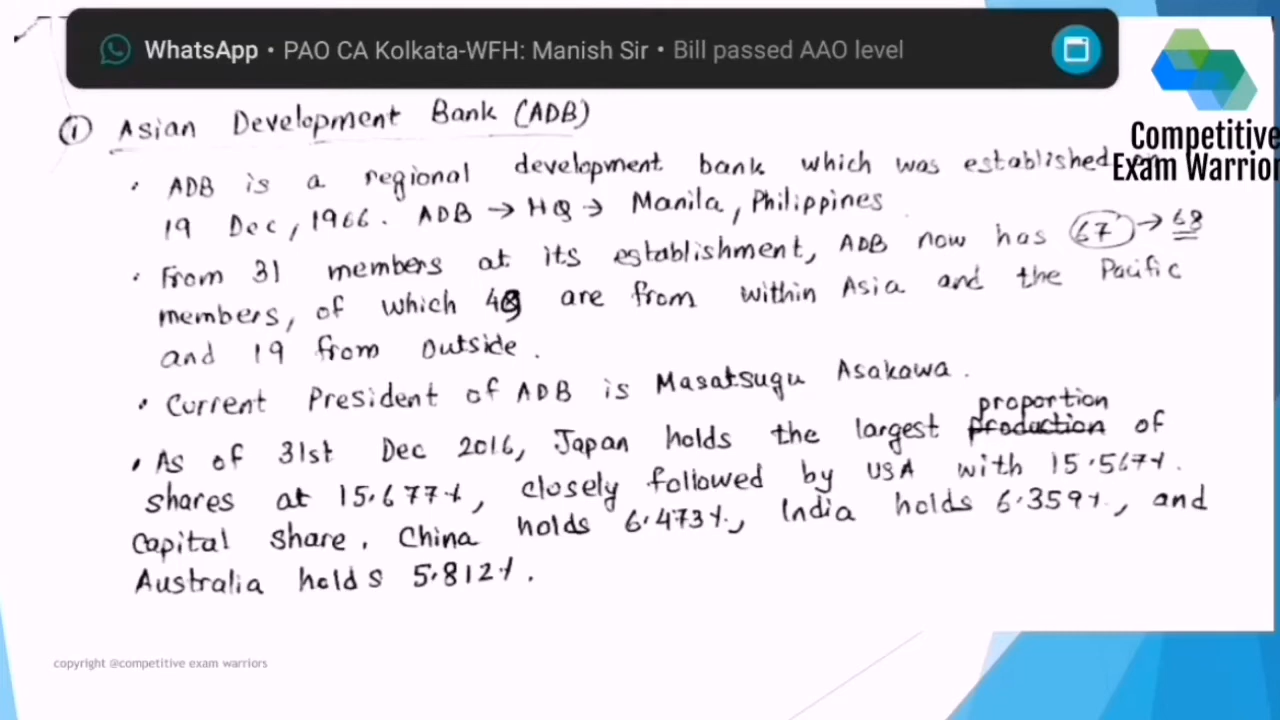 WhatsApp • PAO CA Kolkata-WFH: Manish Sir • Bill passed AAO level
Competitive
Exam Warrior
① Asian Development Bank (ADB)
• ADB is a regional development bank which was established on
19 Dec, 1966. ADB → HQ → Manila, Philippines
• From 31 members at its establishment, ADB now has 67 → 68
members, of which 49 are from within Asia and the Pacific
and 19 from outside.
• Current President of ADB is Masatsugu Asakawa.
proportion
• As of 31st Dec 2016, Japan holds the largest production of
shares at 15.677%, closely followed by USA with 15.567%.
capital share. China holds 6.473%, India holds 6.359%, and
Australia holds 5.812%.
copyright @competitive exam warriors